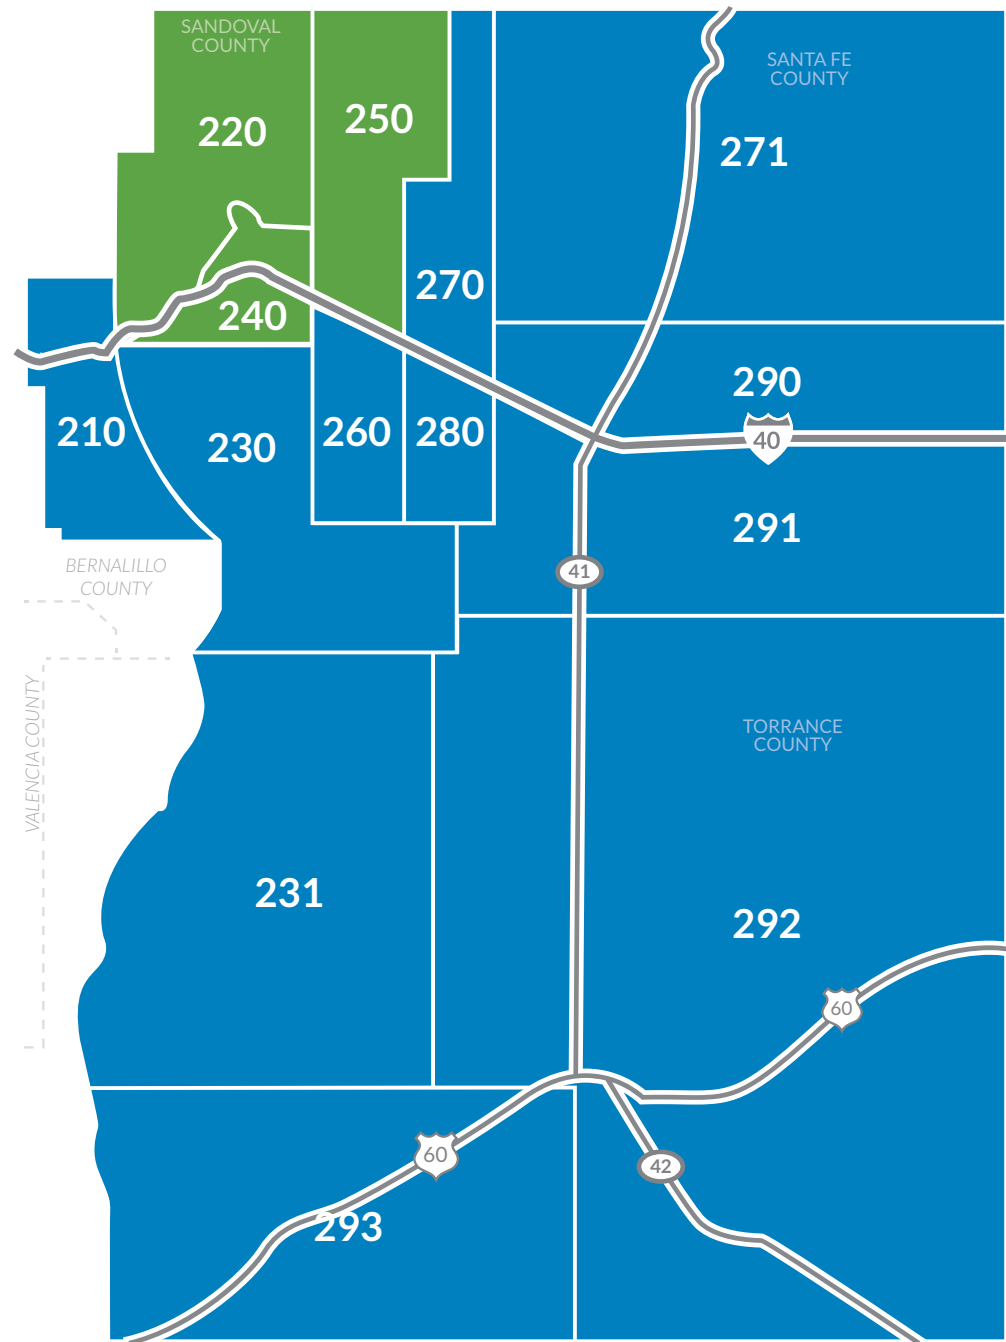 SANDOVAL
COUNTY
SANTA FE
COUNTY
250
220
271
270
240
290
210
230
260
280
40
291
BERNALILLO
COUNTY
41
VALENCIA COUNTY
TORRANCE
COUNTY
231
292
60
60
42
293